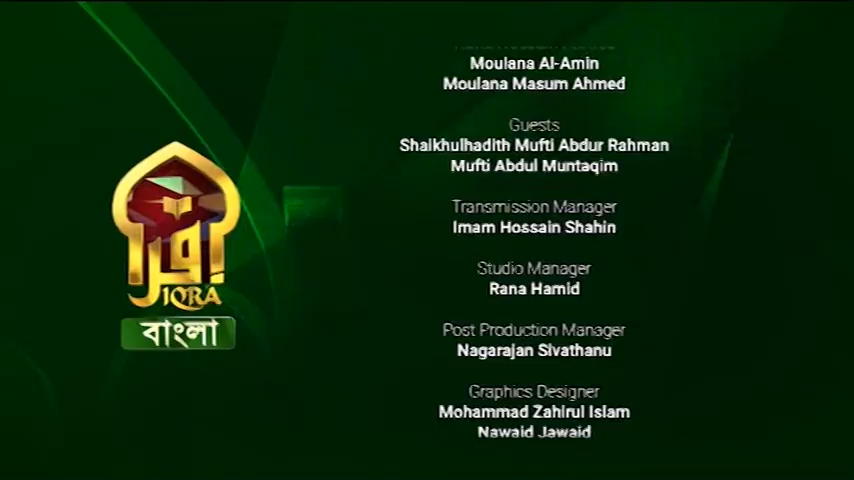 Moulana Al-Amin
Moulana Masum Ahmed
Guests
Shaikhulhadith Mufti Abdur Rahman
Mufti Abdul Muntaqim
Transmission Manager
Imam Hossain Shahin
Studio Manager
Rana Hamid
Post Production Manager
Nagarajan Sivathanu
Graphics Designer
Mohammad Zahirul Islam
Nawaid Jawaid
اقرأ
IQRA
বাংলা